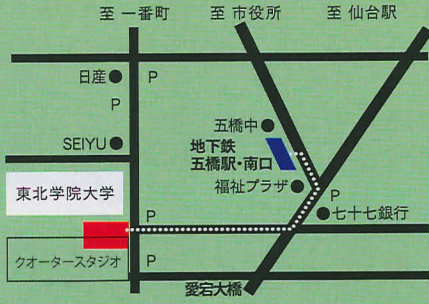 至 一番町
至 市役所
至 仙台駅
日産
P
P
SEIYU
五橋中
地下鉄
五橋駅・南口
福祉プラザ
P
七十七銀行
東北学院大学
P
クオータースタジオ
P
愛宕大橋